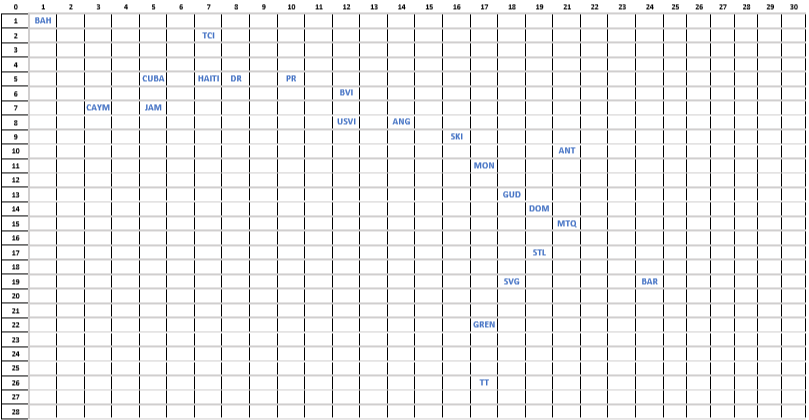 0 1 2 3 4 5 6 7 8 9 10 11 12 13 14 15 16 17 18 19 20 21 22 23 24 25 26 27 28 29 30
1 BAH
2 TCI
3
4
5 CUBA HAITI DR PR
6 BVI
7 CAYM JAM
8 USVI ANG
9 SKI
10 ANT
11 MON
12
13 GUD
14 DOM
15 MTQ
16
17 STL
18
19 SVG BAR
20
21
22 GREN
23
24
25
26 TT
27
28